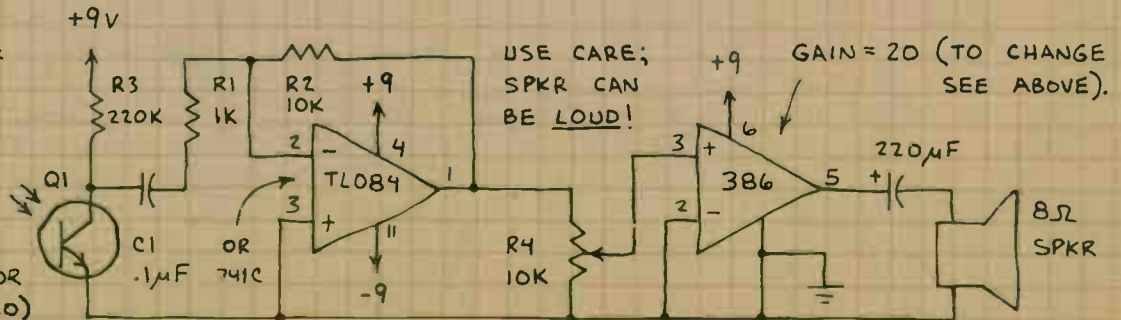 +9V
USE CARE;
SPKR CAN
BE LOUD!
GAIN = 20 (TO CHANGE
SEE ABOVE).
R3
220K
R1
1K
R2
10K
+9
4
2
-
TL084
1
3
+
11
-9
OR
741C
Q1
C1
.1μF
R4
10K
+9
6
3
+
386
5
2
-
220μF
+
8Ω
SPKR
OR